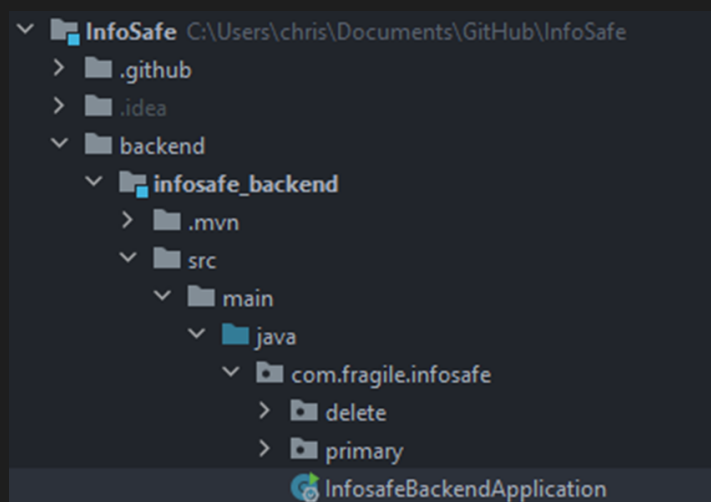 InfoSafe C:\Users\chris\Documents\GitHub\InfoSafe
.github
.idea
backend
infosafe_backend
.mvn
src
main
java
com.fragile.infosafe
delete
primary
InfosafeBackendApplication